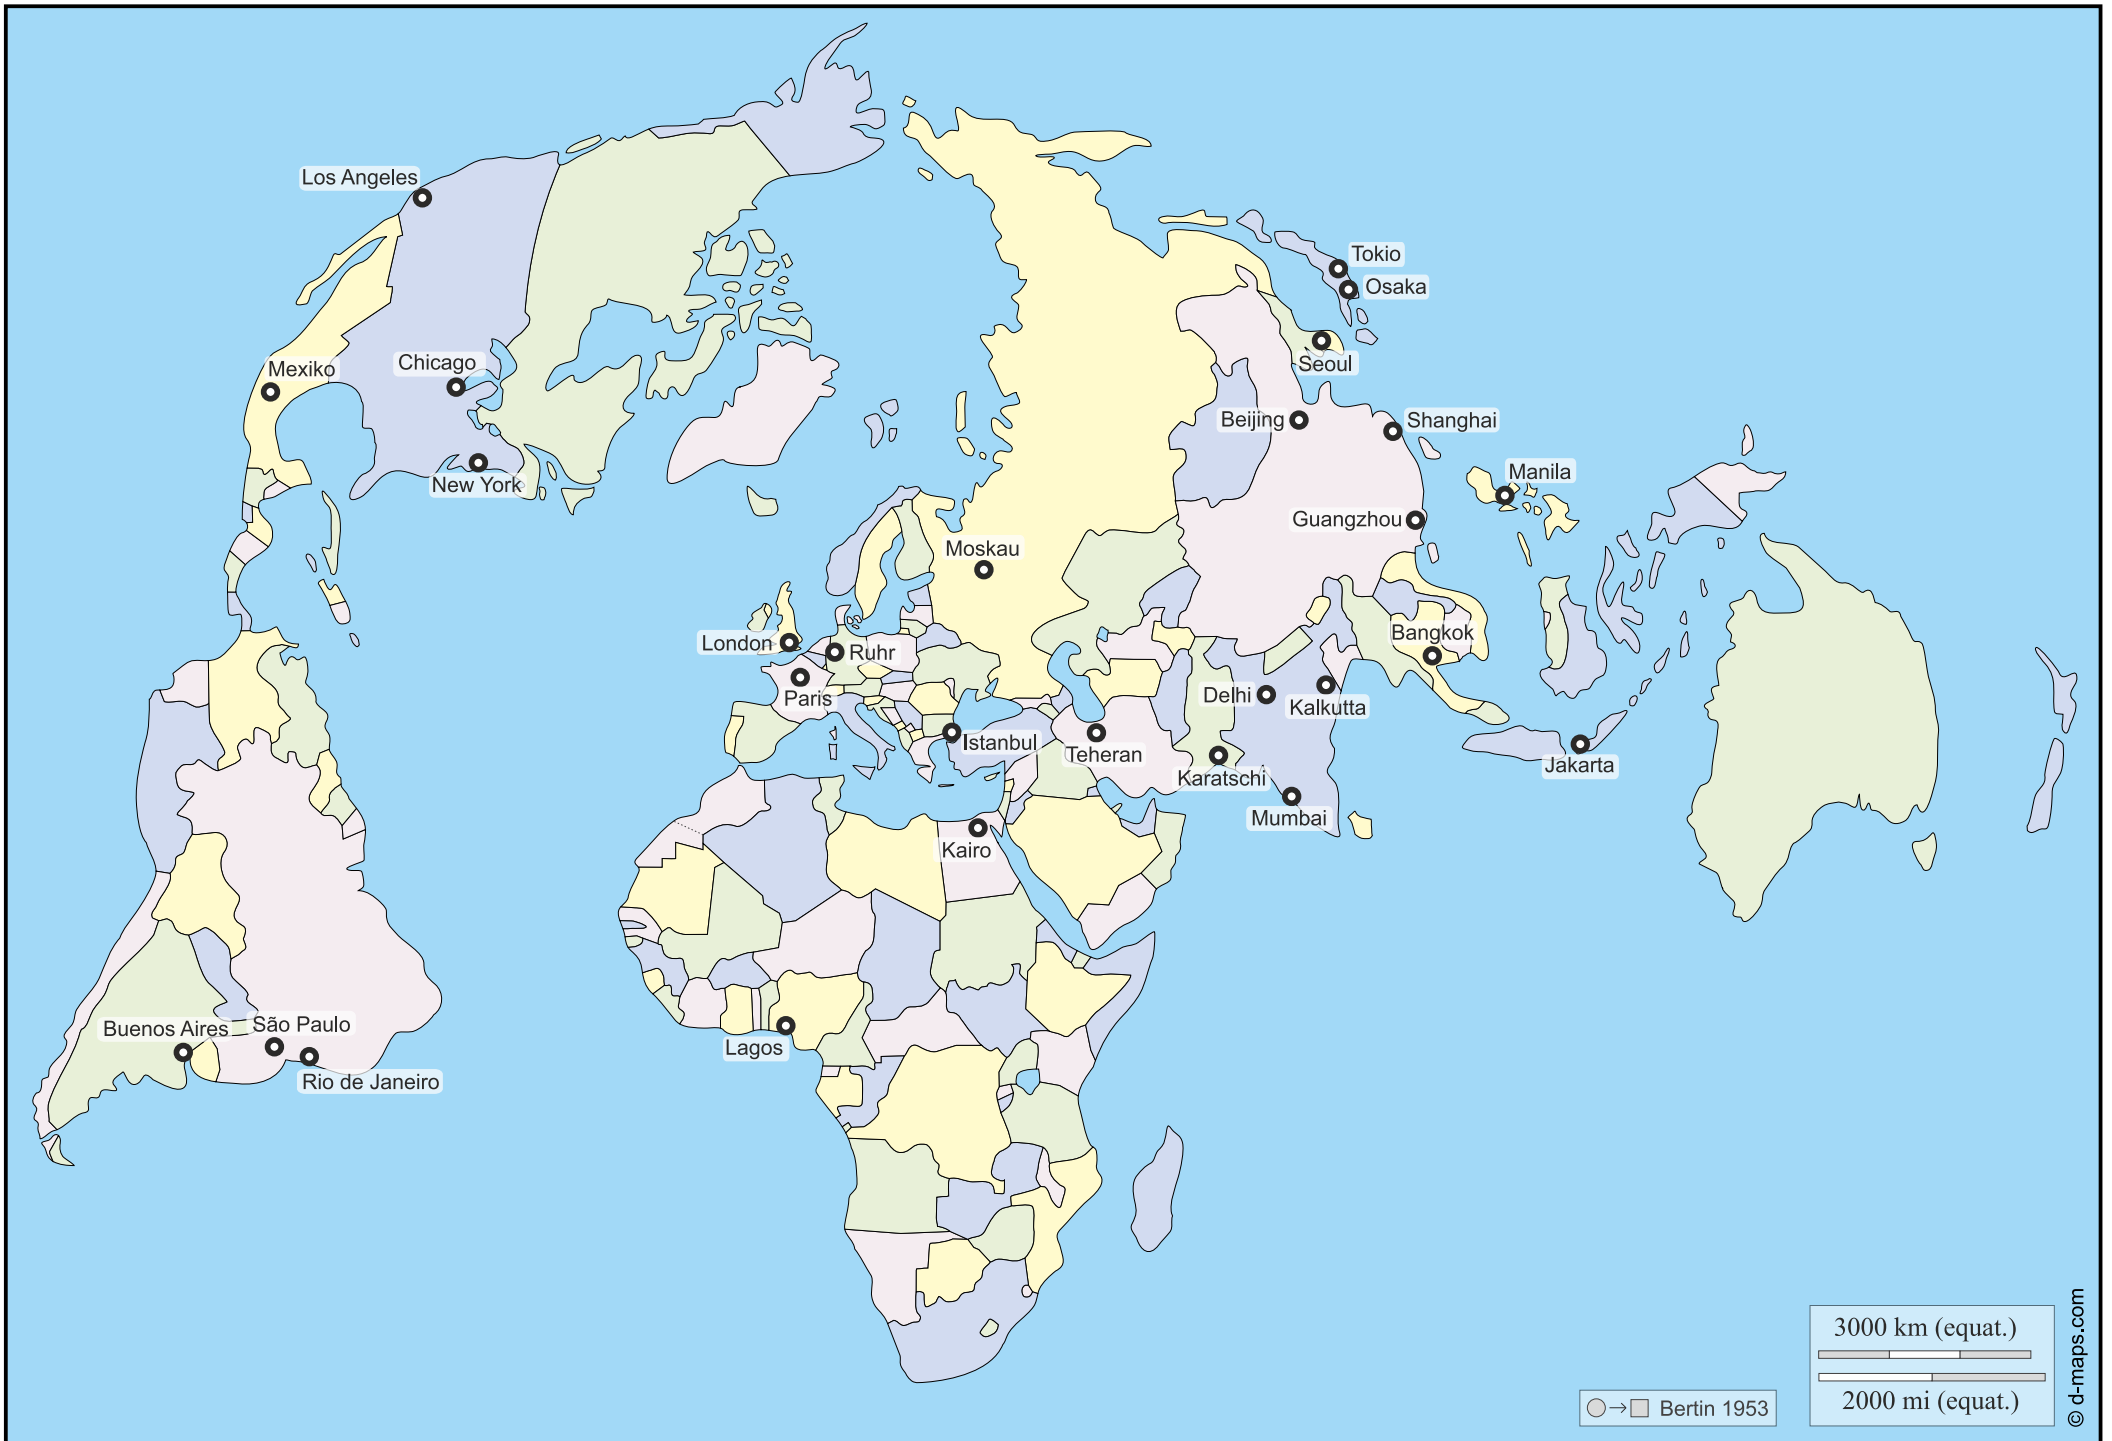 Los Angeles
Tokio
Osaka
Seoul
Mexiko
Chicago
New York
Beijing
Shanghai
Manila
Guangzhou
Moskau
London
Ruhr
Paris
Bangkok
Delhi
Kalkutta
Istanbul
Teheran
Karatschi
Mumbai
Jakarta
Kairo
Lagos
Buenos Aires
São Paulo
Rio de Janeiro
3000 km (equat.)
2000 mi (equat.)
Bertin 1953
© d-maps.com